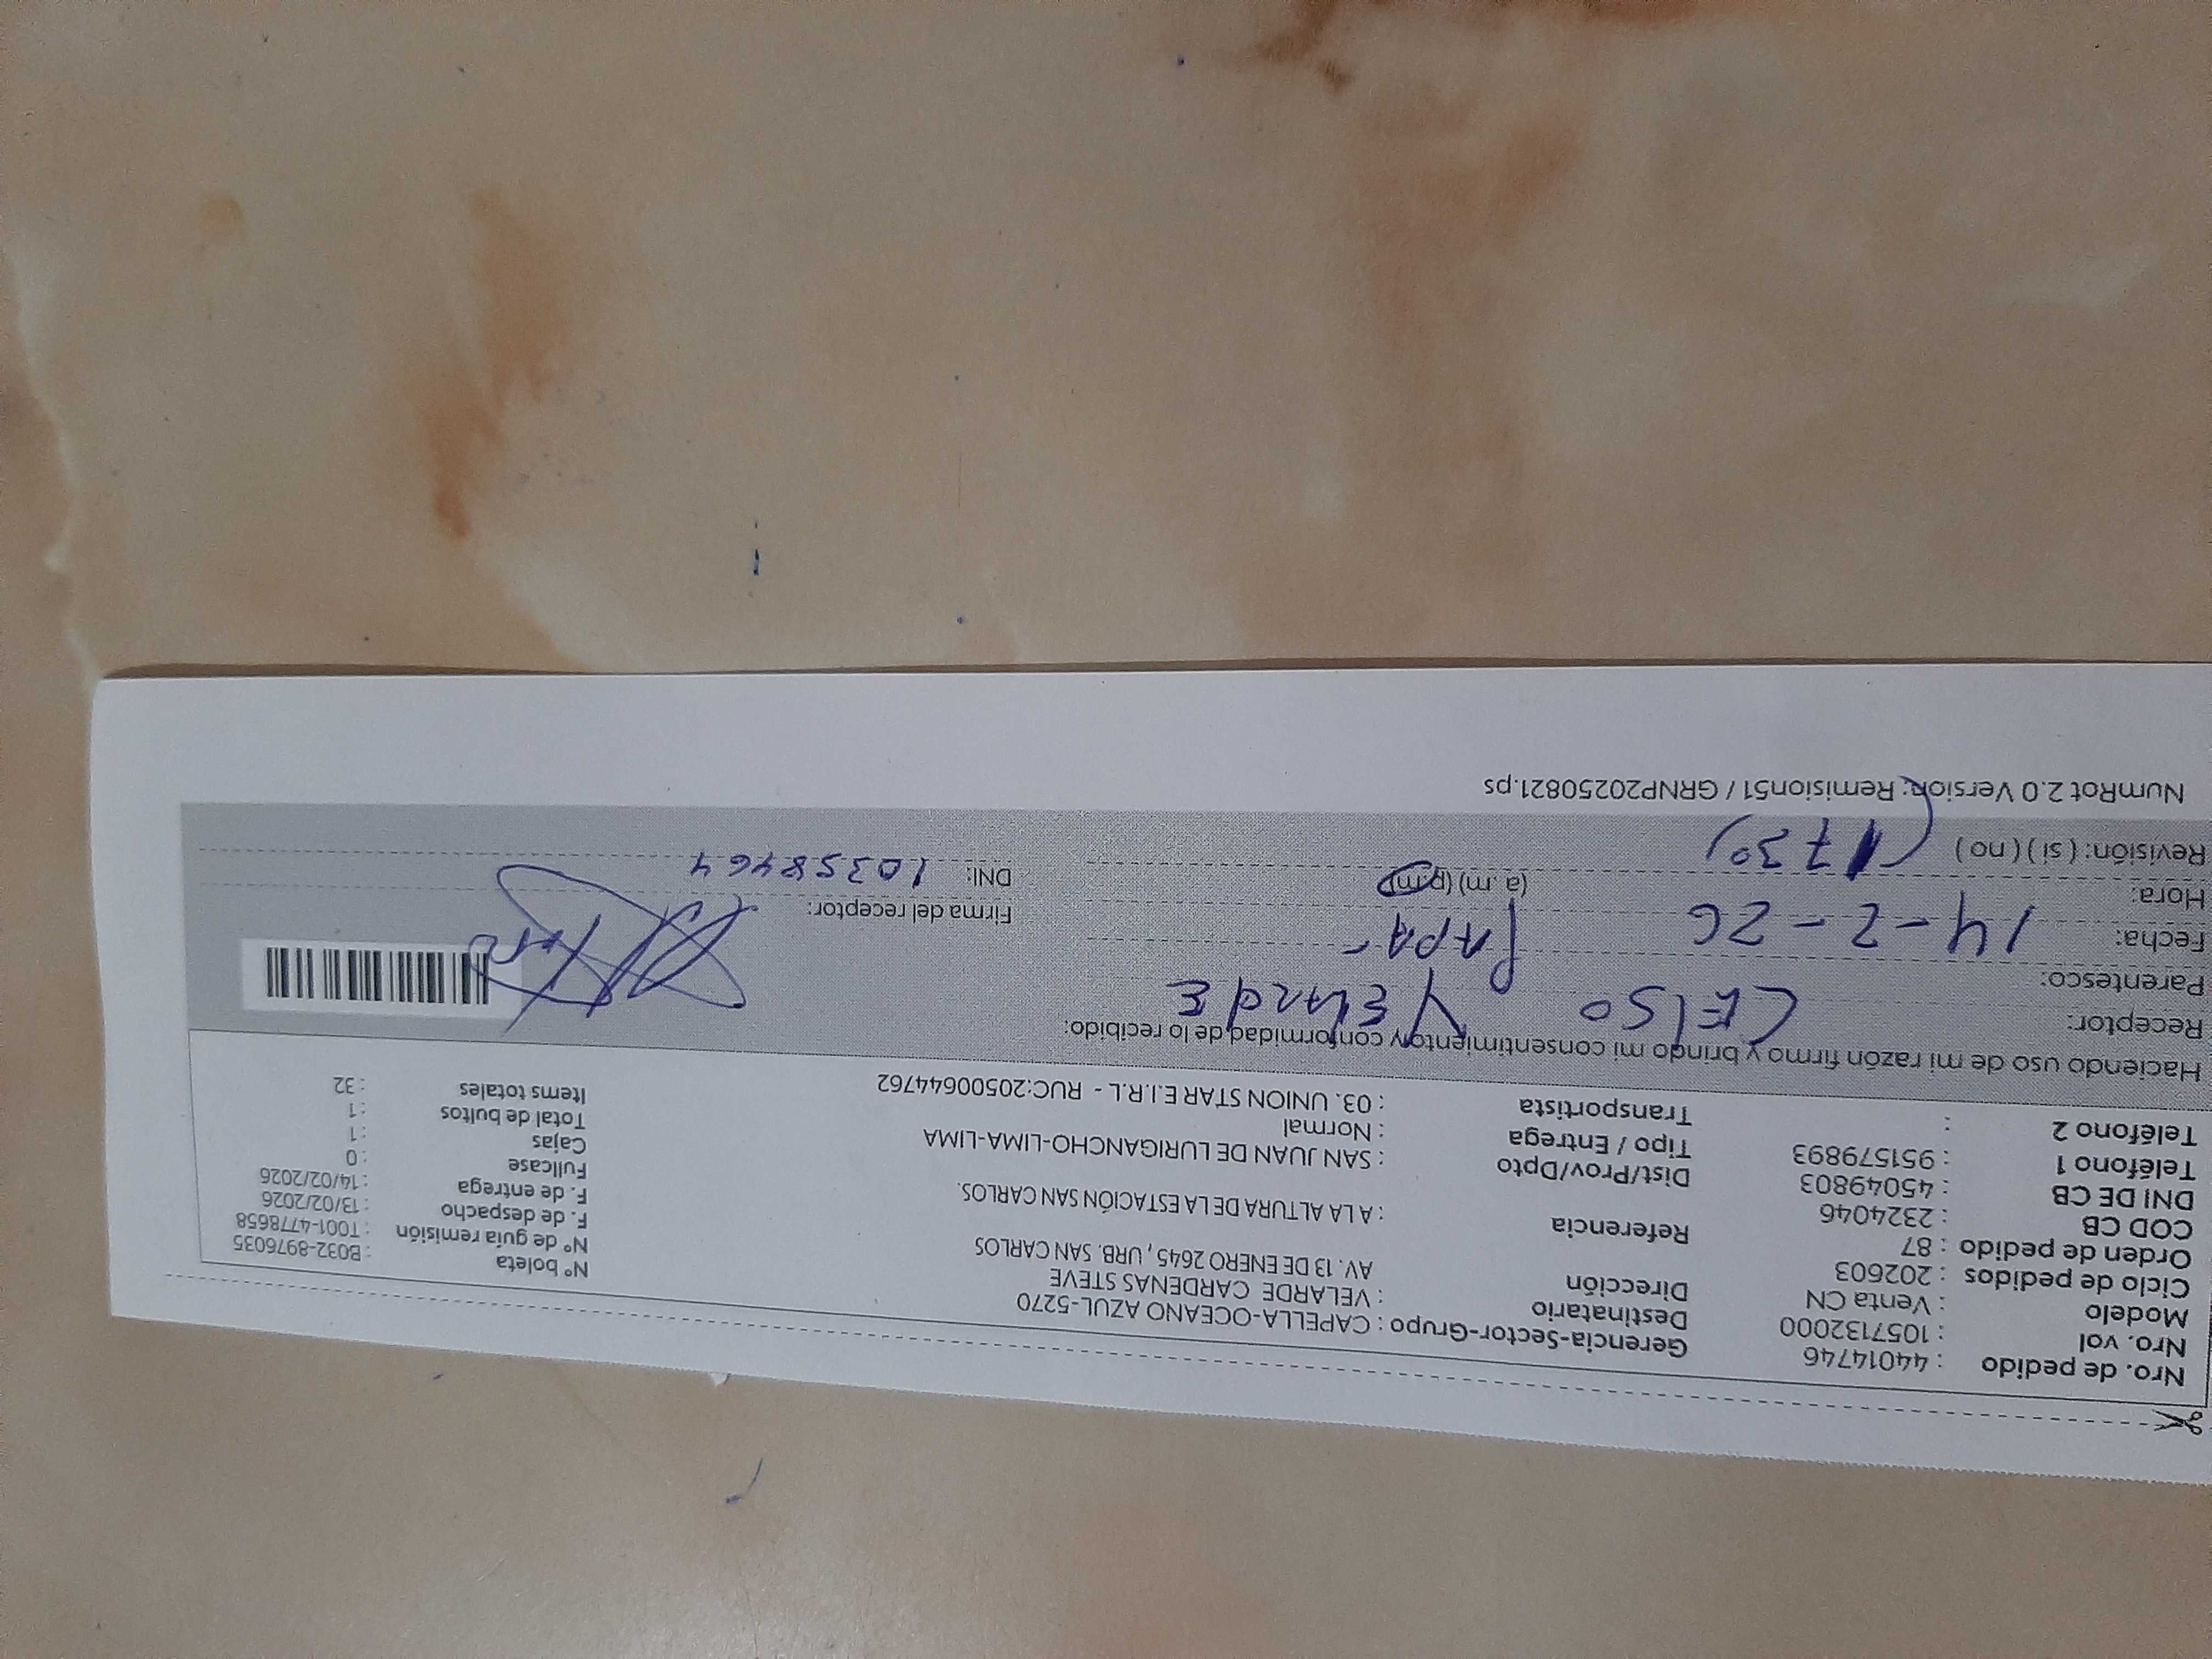 Nro. de pedido : 44014746
Nro. vol : 1057132000
Modelo : Venta CN
Ciclo de pedidos : 202603
Orden de pedido : 87
COD CB : 2324046
DNI DE CB : 45049803
Teléfono 1 : 951579893
Teléfono 2 :
Gerencia-Sector-Grupo : CAPELLA-OCEANO AZUL-5270
Destinatario : VELARDE CARDENAS STEVE
Dirección AV. 13 DE ENERO 2645, URB. SAN CARLOS
Referencia : A LA ALTURA DE LA ESTACIÓN SAN CARLOS.
Dist/Prov/Dpto : SAN JUAN DE LURIGANCHO-LIMA-LIMA
Tipo / Entrega : Normal
Transportista : 03. UNION STAR E.I.R.L - RUC:20500644762
N° boleta : B032-8976035
N° de guía remisión : T001-4778658
F. de despacho : 13/02/2026
F. de entrega : 14/02/2026
Fullcase : 0
Cajas : 1
Total de bultos : 1
Items totales : 32
Haciendo uso de mi razón firmo y brindo mi consentimiento y conformidad de lo recibido:
Receptor: CELSO VELARDE
Parentesco: PAPA
Fecha: 14-2-26
Hora: (a. m) (p.m)
Revisión: ( si ) ( no ) (1730)
Firma del receptor:
DNI: 10358464
NumRot 2.0 Version: Remision51 / GRNP20250821.ps